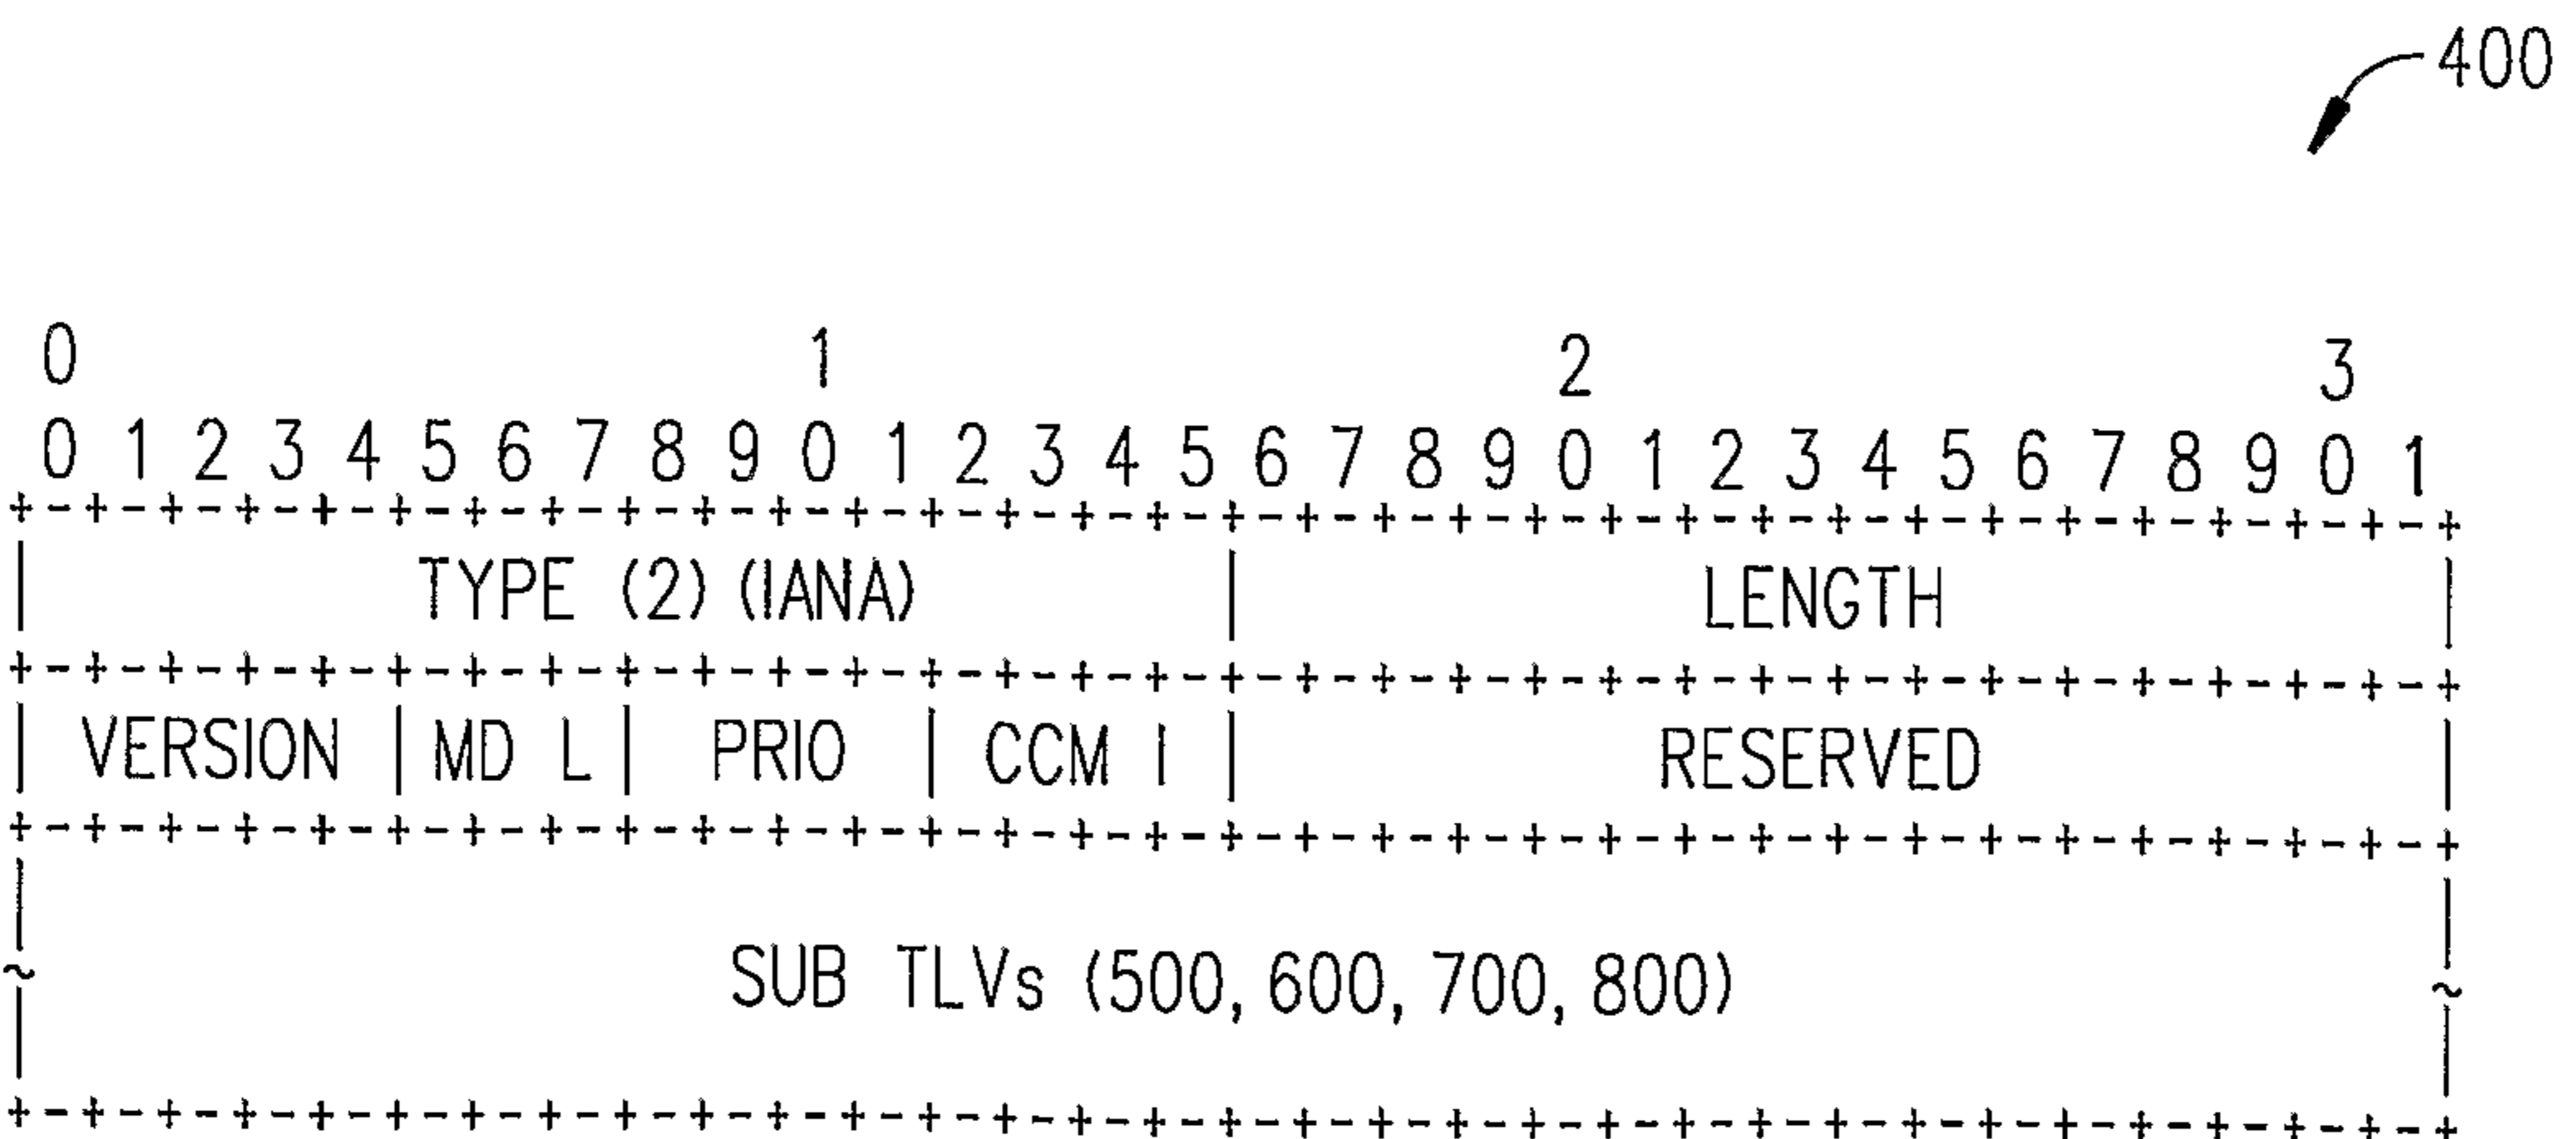 400
0 1 2 3
0 1 2 3 4 5 6 7 8 9 0 1 2 3 4 5 6 7 8 9 0 1 2 3 4 5 6 7 8 9 0 1
+-+-+-+-+-+-+-+-+-+-+-+-+-+-+-+-+-+-+-+-+-+-+-+-+-+-+-+-+-+-+-+-+
| TYPE (2) (IANA) | LENGTH |
+-+-+-+-+-+-+-+-+-+-+-+-+-+-+-+-+-+-+-+-+-+-+-+-+-+-+-+-+-+-+-+-+
| VERSION | MD L | PRIO | CCM I | RESERVED |
+-+-+-+-+-+-+-+-+-+-+-+-+-+-+-+-+-+-+-+-+-+-+-+-+-+-+-+-+-+-+-+-+
~ SUB TLVs (500, 600, 700, 800) ~
+-+-+-+-+-+-+-+-+-+-+-+-+-+-+-+-+-+-+-+-+-+-+-+-+-+-+-+-+-+-+-+-+